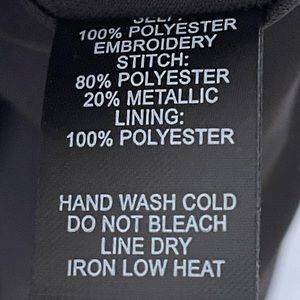 SELF:
100% POLYESTER
EMBROIDERY
STITCH:
80% POLYESTER
20% METALLIC
LINING:
100% POLYESTER
HAND WASH COLD
DO NOT BLEACH
LINE DRY
IRON LOW HEAT